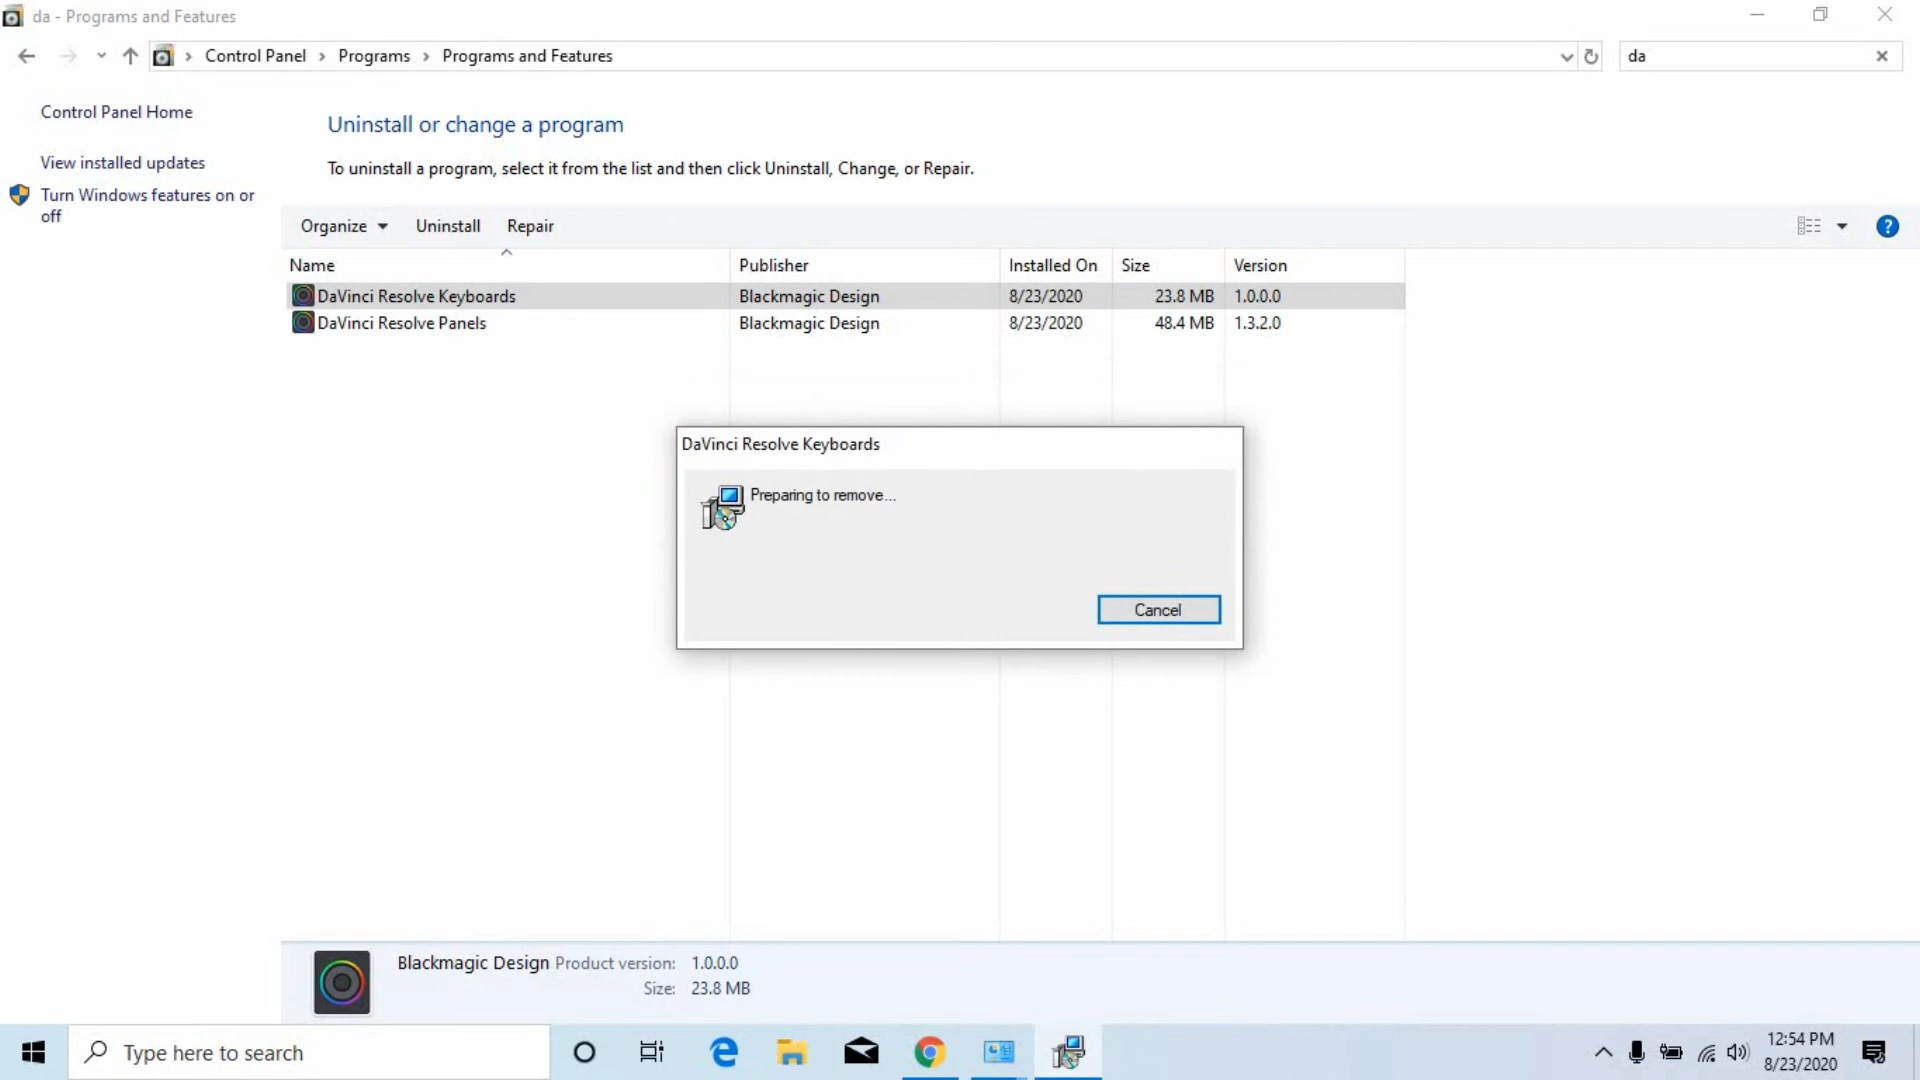 da - Programs and Features
Control Panel
Programs
Programs and Features
da
Control Panel Home
View installed updates
Turn Windows features on or
off
Uninstall or change a program
To uninstall a program, select it from the list and then click Uninstall, Change, or Repair.
Organize
Uninstall
Repair
?
Name
Publisher
Installed On
Size
Version
DaVinci Resolve Keyboards
Blackmagic Design
8/23/2020
23.8 MB
1.0.0.0
DaVinci Resolve Panels
Blackmagic Design
8/23/2020
48.4 MB
1.3.2.0
DaVinci Resolve Keyboards
Preparing to remove...
Cancel
Blackmagic Design
Product version:
1.0.0.0
Size:
23.8 MB
Type here to search
12:54 PM
8/23/2020